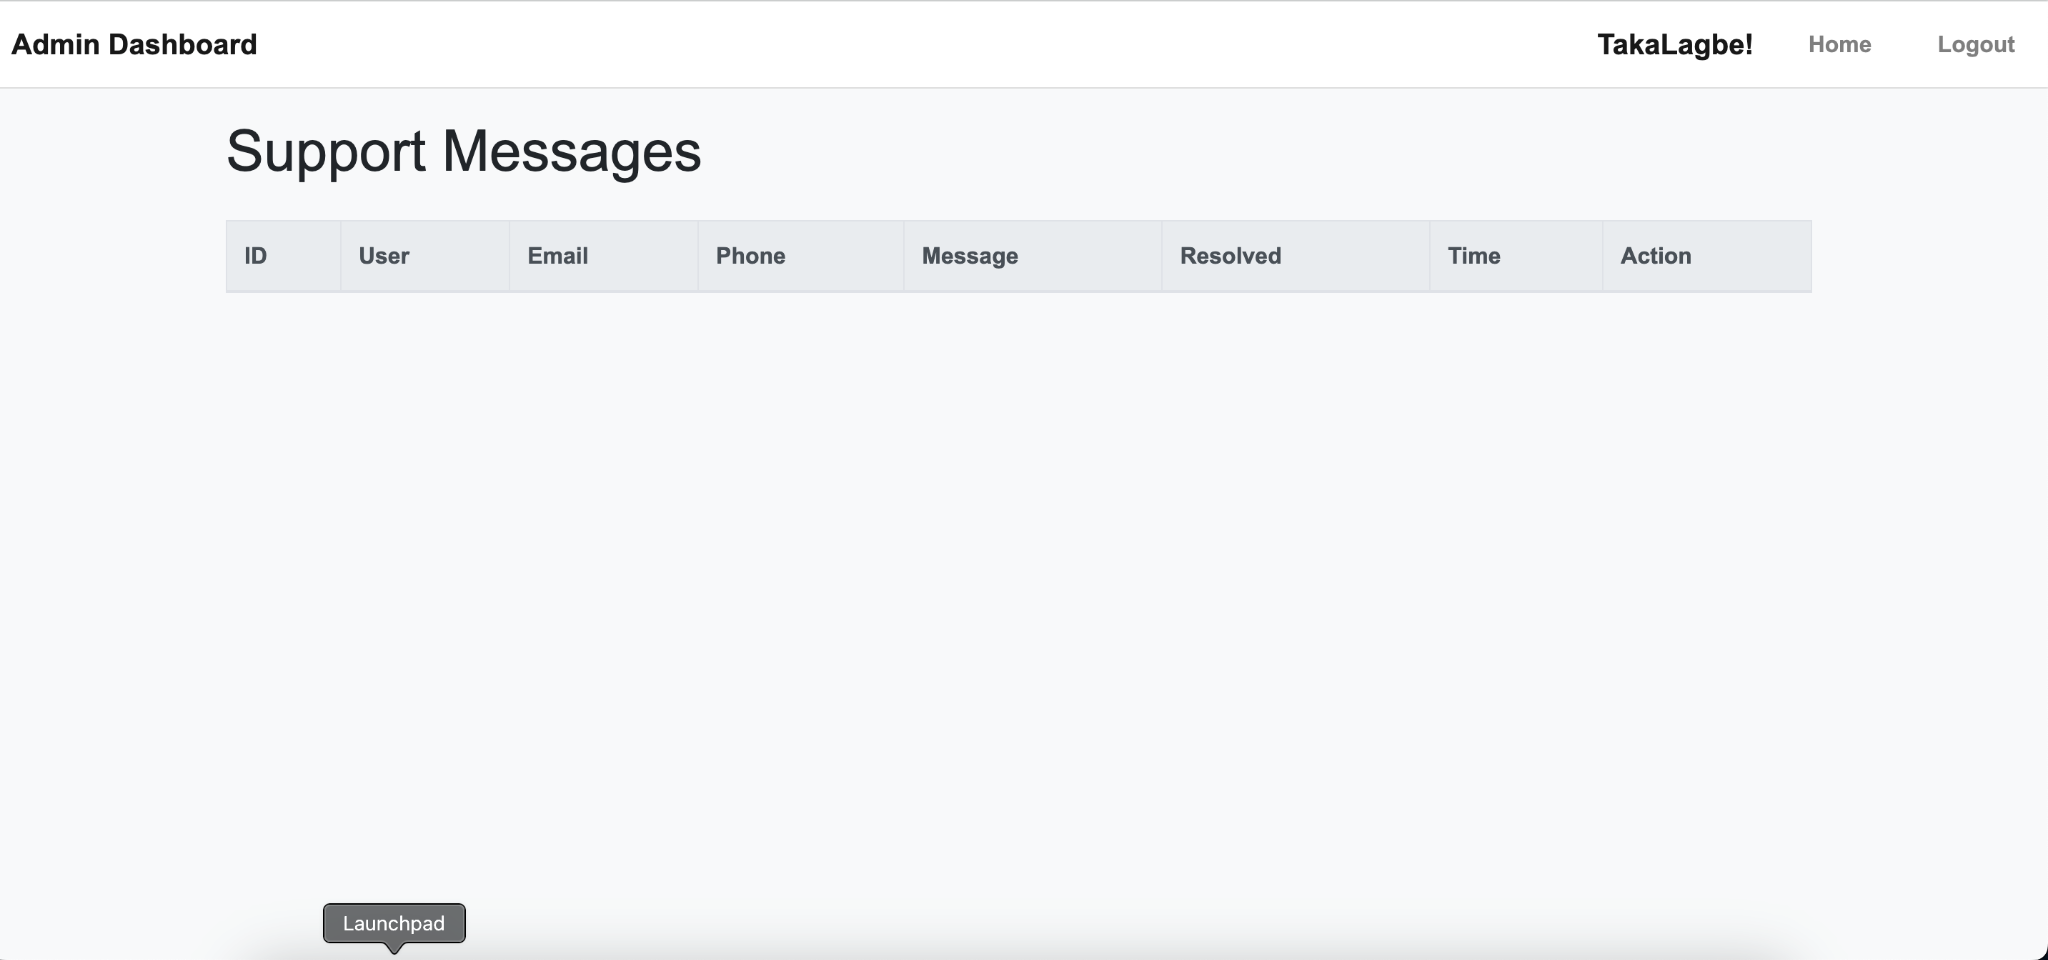 Admin Dashboard TakaLagbe! Home Logout
Support Messages
ID User Email Phone Message Resolved Time Action
Launchpad